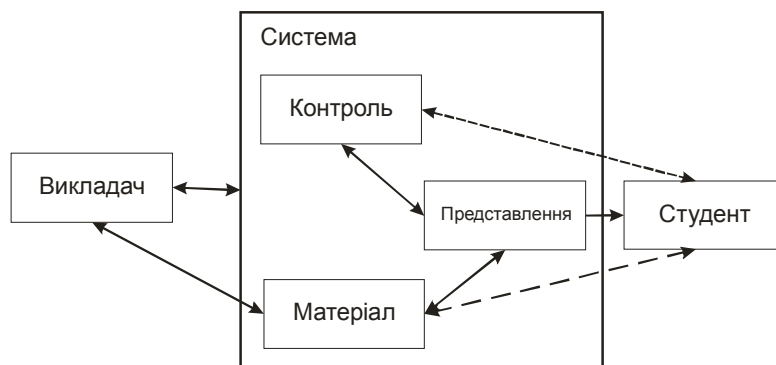 Система
Контроль
Викладач
Представлення
Студент
Матеріал